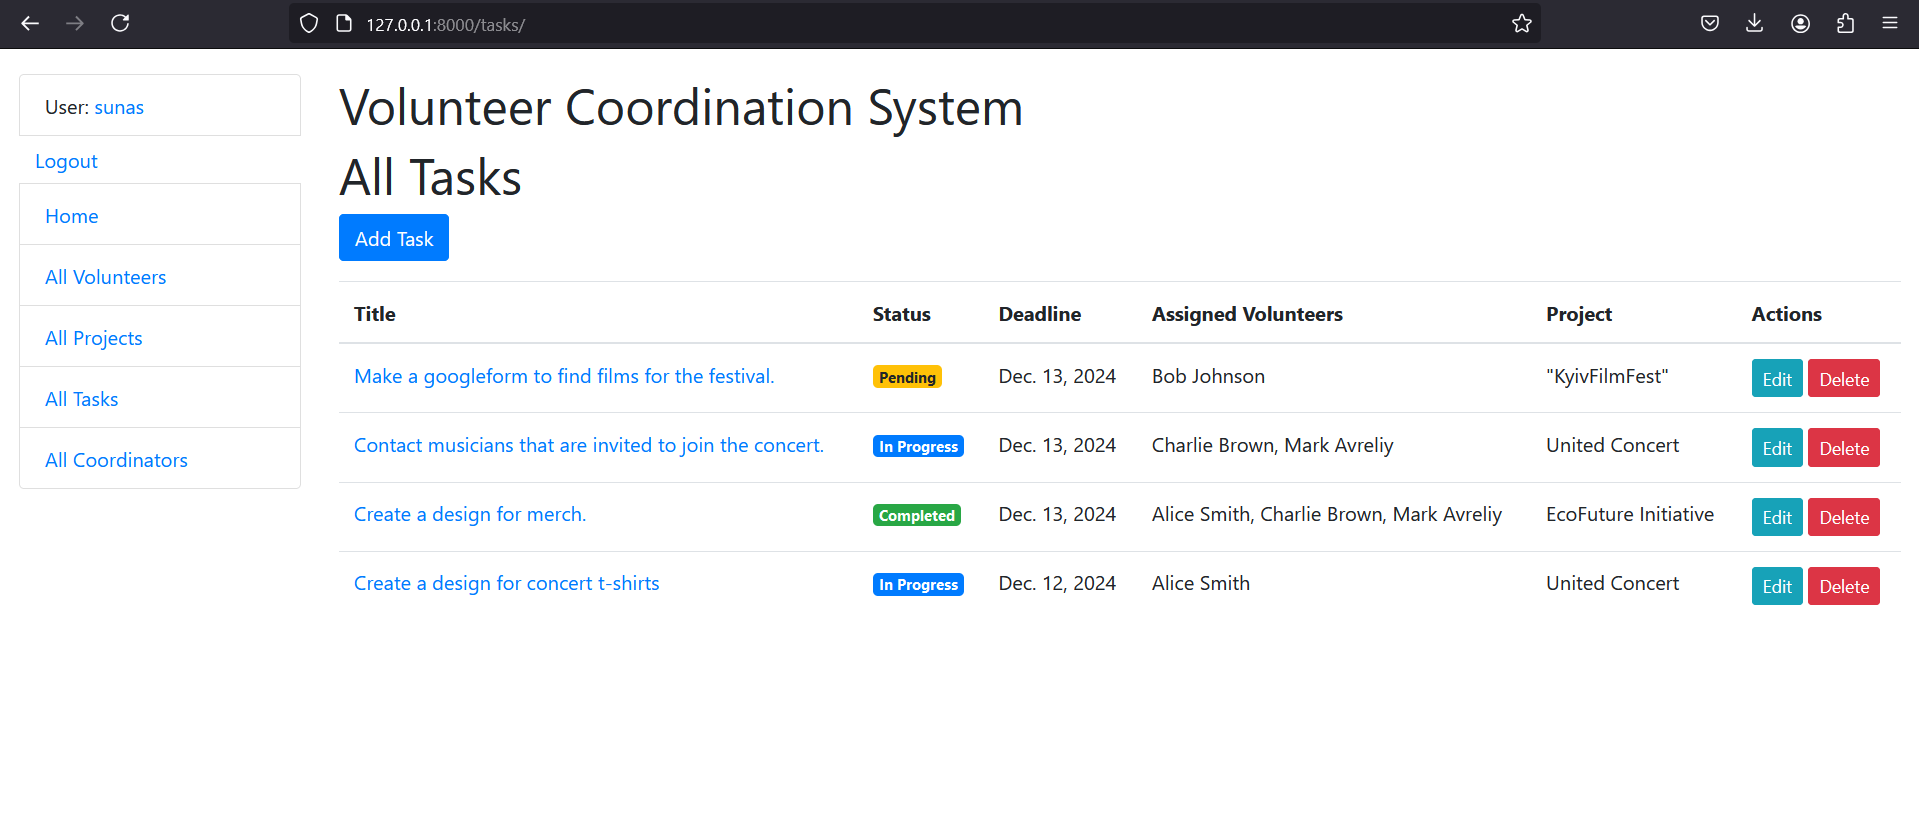 127.0.0.1:8000/tasks/
User: sunas
Logout
Home
All Volunteers
All Projects
All Tasks
All Coordinators
Volunteer Coordination System
All Tasks
Add Task
Title Status Deadline Assigned Volunteers Project Actions
Make a googleform to find films for the festival. Pending Dec. 13, 2024 Bob Johnson "KyivFilmFest" Edit Delete
Contact musicians that are invited to join the concert. In Progress Dec. 13, 2024 Charlie Brown, Mark Avreliy United Concert Edit Delete
Create a design for merch. Completed Dec. 13, 2024 Alice Smith, Charlie Brown, Mark Avreliy EcoFuture Initiative Edit Delete
Create a design for concert t-shirts In Progress Dec. 12, 2024 Alice Smith United Concert Edit Delete